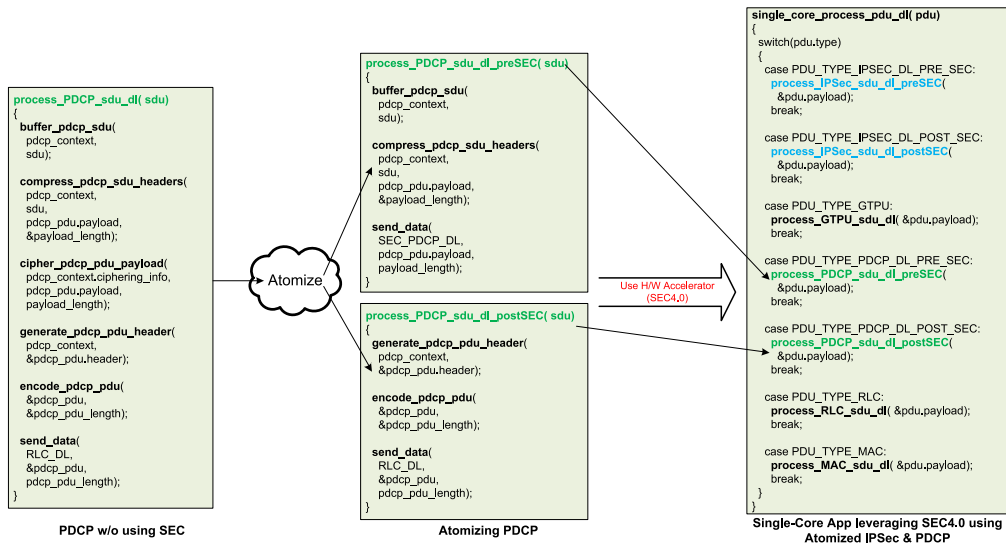 process_PDCP_sdu_dl( sdu)
{
buffer_pdcp_sdu(
pdcp_context,
sdu);
compress_pdcp_sdu_headers(
pdcp_context,
sdu,
pdcp_pdu.payload,
&payload_length);
cipher_pdcp_pdu_payload(
pdcp_context.ciphering_info,
pdcp_pdu.payload,
payload_length);
generate_pdcp_pdu_header(
pdcp_context,
&pdcp_pdu.header);
encode_pdcp_pdu(
&pdcp_pdu,
&pdcp_pdu_length);
send_data(
RLC_DL,
&pdcp_pdu,
pdcp_pdu_length);
}
PDCP w/o using SEC
Atomize
process_PDCP_sdu_dl_preSEC( sdu)
{
buffer_pdcp_sdu(
pdcp_context,
sdu);
compress_pdcp_sdu_headers(
pdcp_context,
sdu,
pdcp_pdu.payload,
&payload_length);
send_data(
SEC_PDCP_DL,
pdcp_pdu.payload,
payload_length);
}
process_PDCP_sdu_dl_postSEC( sdu)
{
generate_pdcp_pdu_header(
pdcp_context,
&pdcp_pdu.header);
encode_pdcp_pdu(
&pdcp_pdu,
&pdcp_pdu_length);
send_data(
RLC_DL,
&pdcp_pdu,
pdcp_pdu_length);
}
Atomizing PDCP
Use H/W Accelerator
(SEC4.0)
single_core_process_pdu_dl( pdu)
{
switch(pdu.type)
{
case PDU_TYPE_IPSEC_DL_PRE_SEC:
process_IPSec_sdu_dl_preSEC(
&pdu.payload);
break;
case PDU_TYPE_IPSEC_DL_POST_SEC:
process_IPSec_sdu_dl_postSEC(
&pdu.payload);
break;
case PDU_TYPE_GTPU:
process_GTPU_sdu_dl( &pdu.payload);
break;
case PDU_TYPE_PDCP_DL_PRE_SEC:
process_PDCP_sdu_dl_preSEC(
&pdu.payload);
break;
case PDU_TYPE_PDCP_DL_POST_SEC:
process_PDCP_sdu_dl_postSEC(
&pdu.payload);
break;
case PDU_TYPE_RLC:
process_RLC_sdu_dl( &pdu.payload);
break;
case PDU_TYPE_MAC:
process_MAC_sdu_dl( &pdu.payload);
break;
}
}
Single-Core App leveraging SEC4.0 using
Atomized IPSec & PDCP